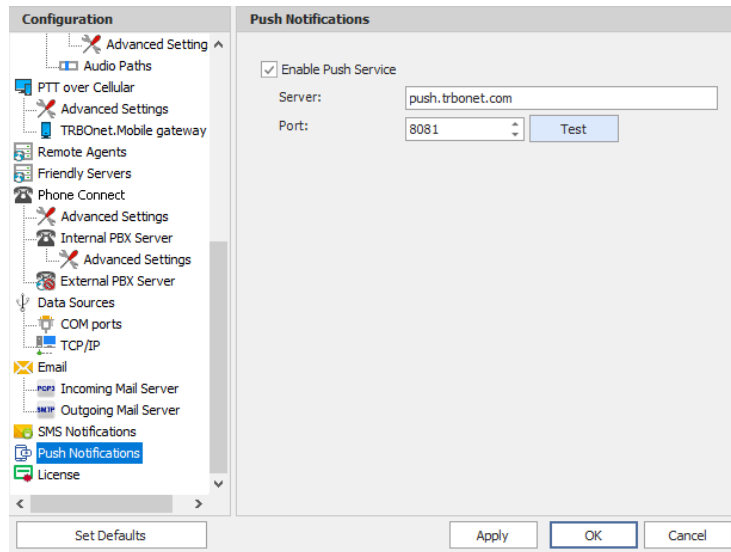 Configuration
Advanced Setting
Audio Paths
PTT over Cellular
Advanced Settings
TRBOnet.Mobile gateway
Remote Agents
Friendly Servers
Phone Connect
Advanced Settings
Internal PBX Server
Advanced Settings
External PBX Server
Data Sources
COM ports
TCP/IP
Email
POP3 Incoming Mail Server
SMTP Outgoing Mail Server
SMS Notifications
Push Notifications
License
Set Defaults
Push Notifications
Enable Push Service
Server: push.trbonet.com
Port: 8081 Test
Apply OK Cancel